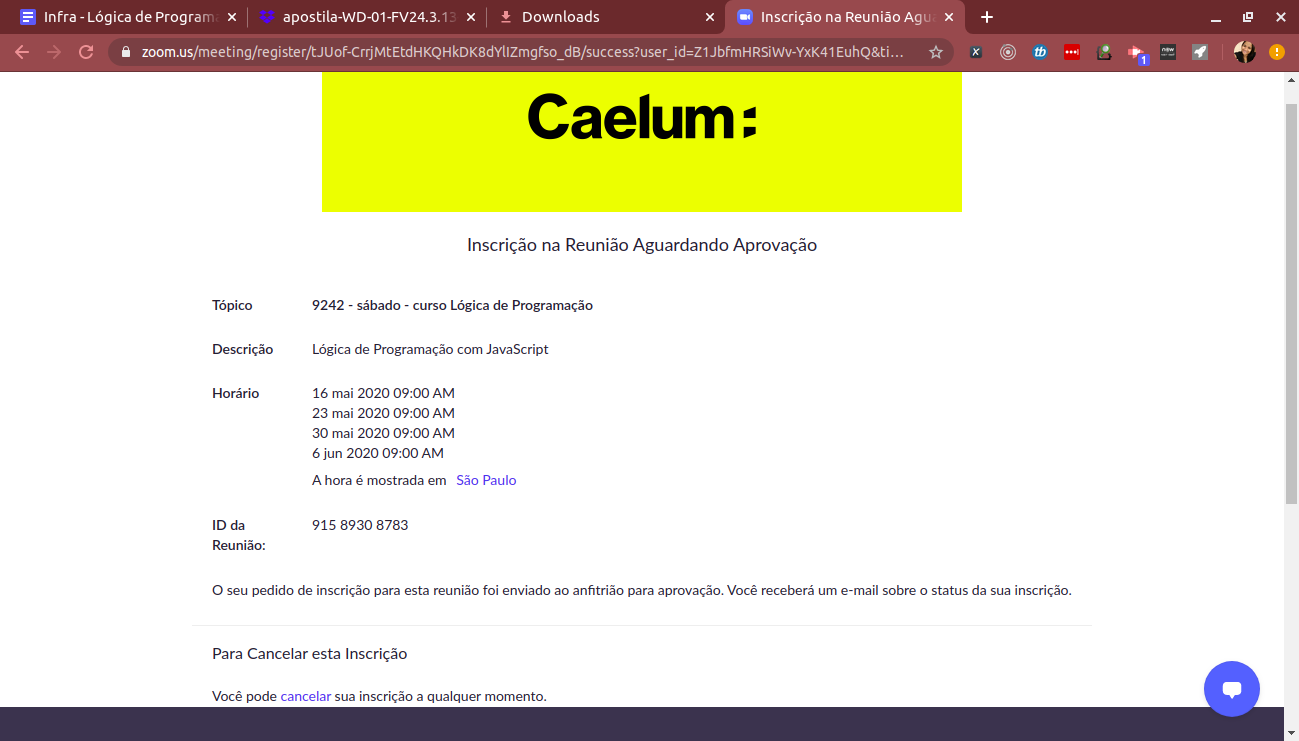 Infra - Lógica de Programa
apostila-WD-01-FV24.3.13
Downloads
Inscrição na Reunião Agu
zoom.us/meeting/register/tJUof-CrrjMtEtdHKQHkDK8dYlIZmgfso_dB/success?user_id=Z1JbfmHRSiWv-YxK41EuhQ&ti...
Caelum:
Inscrição na Reunião Aguardando Aprovação
Tópico 9242 - sábado - curso Lógica de Programação
Descrição Lógica de Programação com JavaScript
Horário 16 mai 2020 09:00 AM
23 mai 2020 09:00 AM
30 mai 2020 09:00 AM
6 jun 2020 09:00 AM
A hora é mostrada em São Paulo
ID da Reunião: 915 8930 8783
O seu pedido de inscrição para esta reunião foi enviado ao anfitrião para aprovação. Você receberá um e-mail sobre o status da sua inscrição.
Para Cancelar esta Inscrição
Você pode cancelar sua inscrição a qualquer momento.